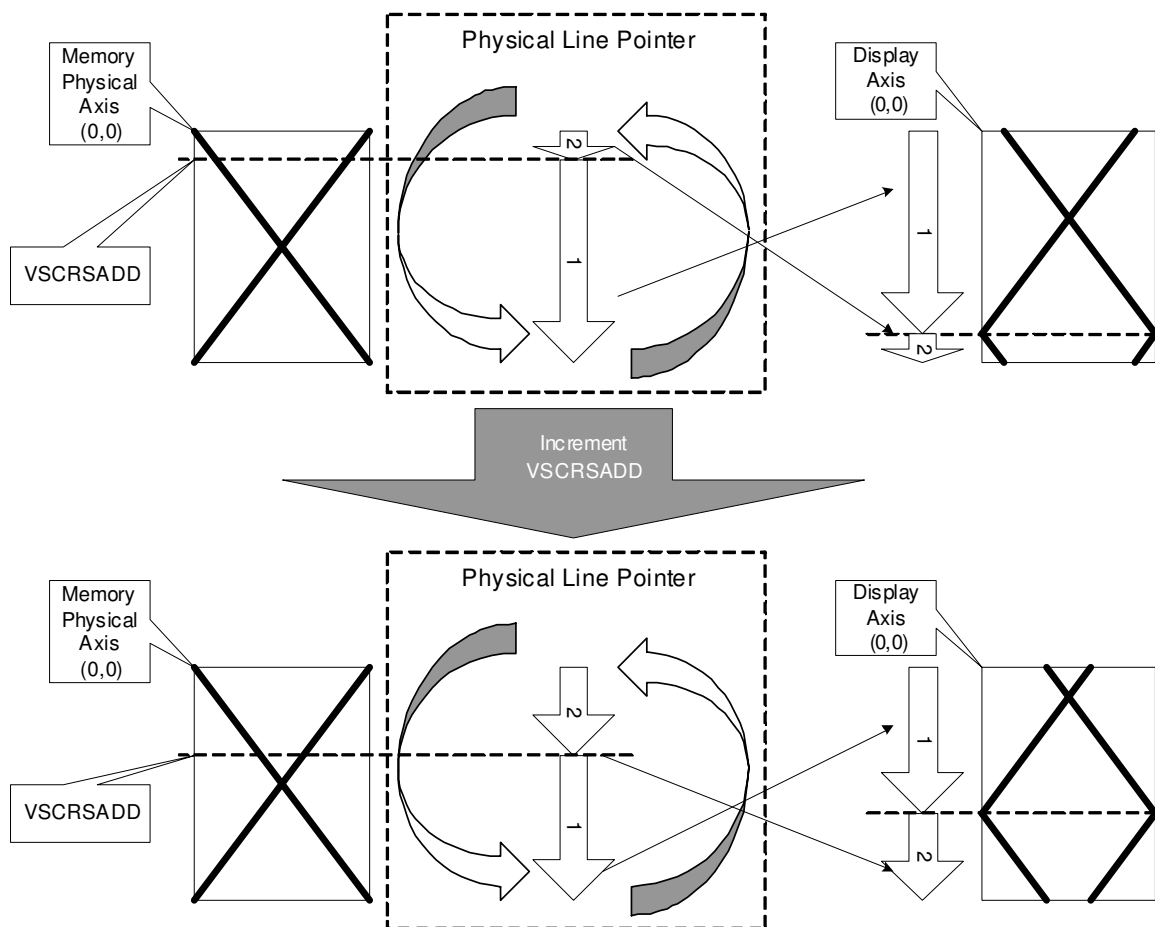 Physical Line Pointer
Memory
Physical
Axis
(0,0)
Display
Axis
(0,0)
2
1
1
2
VSCRSADD
Increment
VSCRSADD
Physical Line Pointer
Memory
Physical
Axis
(0,0)
Display
Axis
(0,0)
2
1
1
2
VSCRSADD